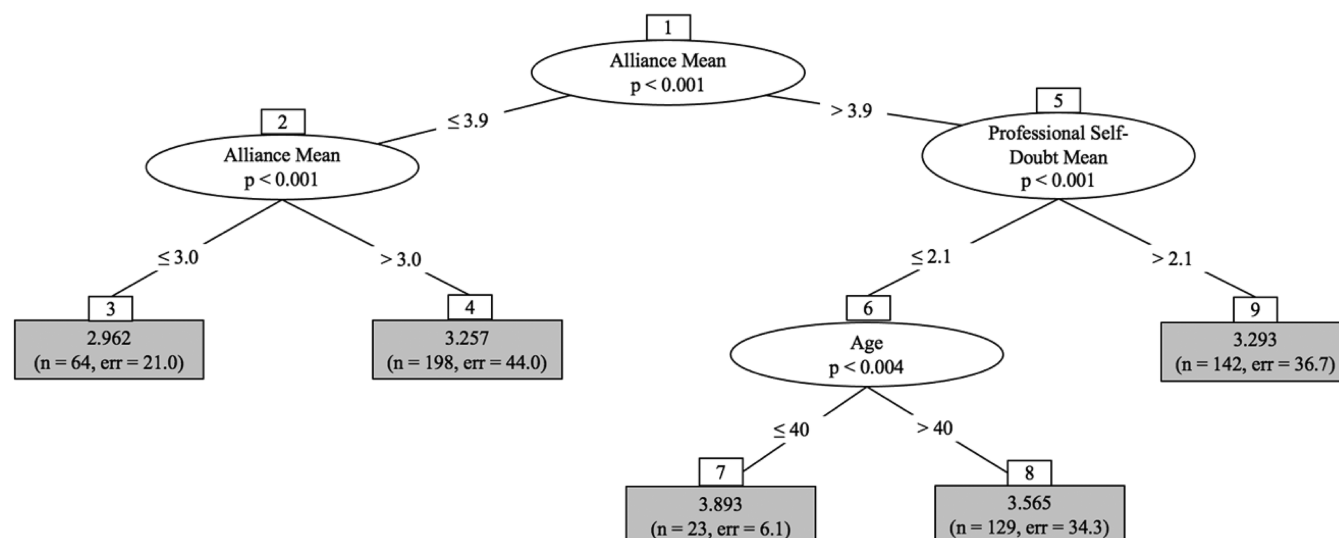 1
Alliance Mean
p < 0.001
≤ 3.9
> 3.9
2
Alliance Mean
p < 0.001
5
Professional Self-
Doubt Mean
p < 0.001
≤ 3.0
> 3.0
≤ 2.1
> 2.1
3
2.962
(n = 64, err = 21.0)
4
3.257
(n = 198, err = 44.0)
6
Age
p < 0.004
9
3.293
(n = 142, err = 36.7)
≤ 40
> 40
7
3.893
(n = 23, err = 6.1)
8
3.565
(n = 129, err = 34.3)